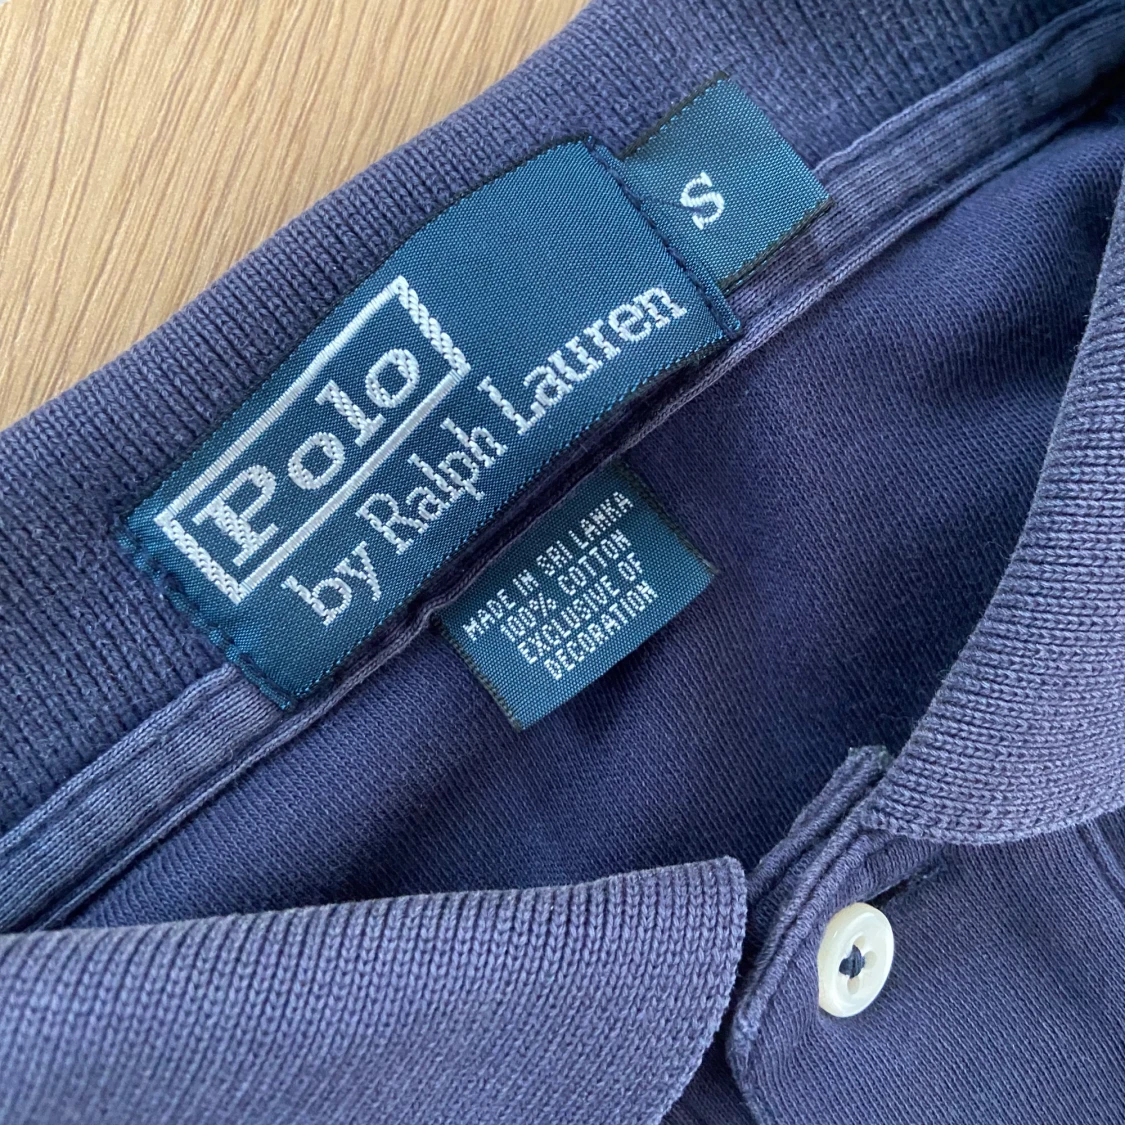 Polo
by Ralph Lauren
S
MADE IN SRI LANKA
100% COTTON
EXCLUSIVE OF
DECORATION